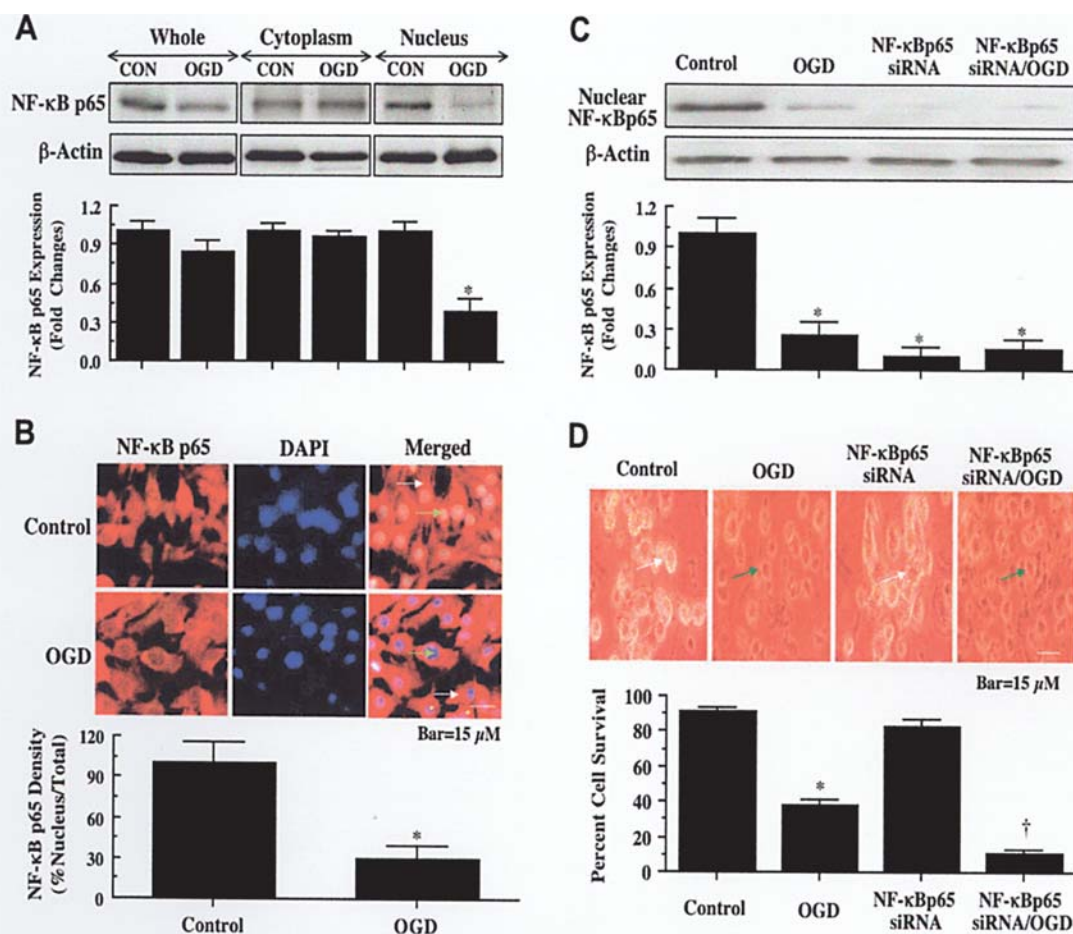 A
Whole Cytoplasm Nucleus
CON OGD CON OGD CON OGD
NF-κB p65
β-Actin
NF-κB p65 Expression
(Fold Changes)
1.2
0.9
0.6
0.3
0.0
*
B
NF-κB p65 DAPI Merged
Control
OGD
Bar=15 μM
NF-κB p65 Density
(%Nucleus/Total)
120
90
60
30
0
*
Control OGD
C
Control OGD NF-κBp65 siRNA NF-κBp65 siRNA/OGD
Nuclear
NF-κBp65
β-Actin
NF-κB p65 Expression
(Fold Changes)
1.2
0.9
0.6
0.3
0.0
* * *
D
Control OGD NF-κBp65 siRNA NF-κBp65 siRNA/OGD
Bar=15 μM
Percent Cell Survival
100
80
60
40
20
0
* †
Control OGD NF-κBp65 siRNA NF-κBp65 siRNA/OGD